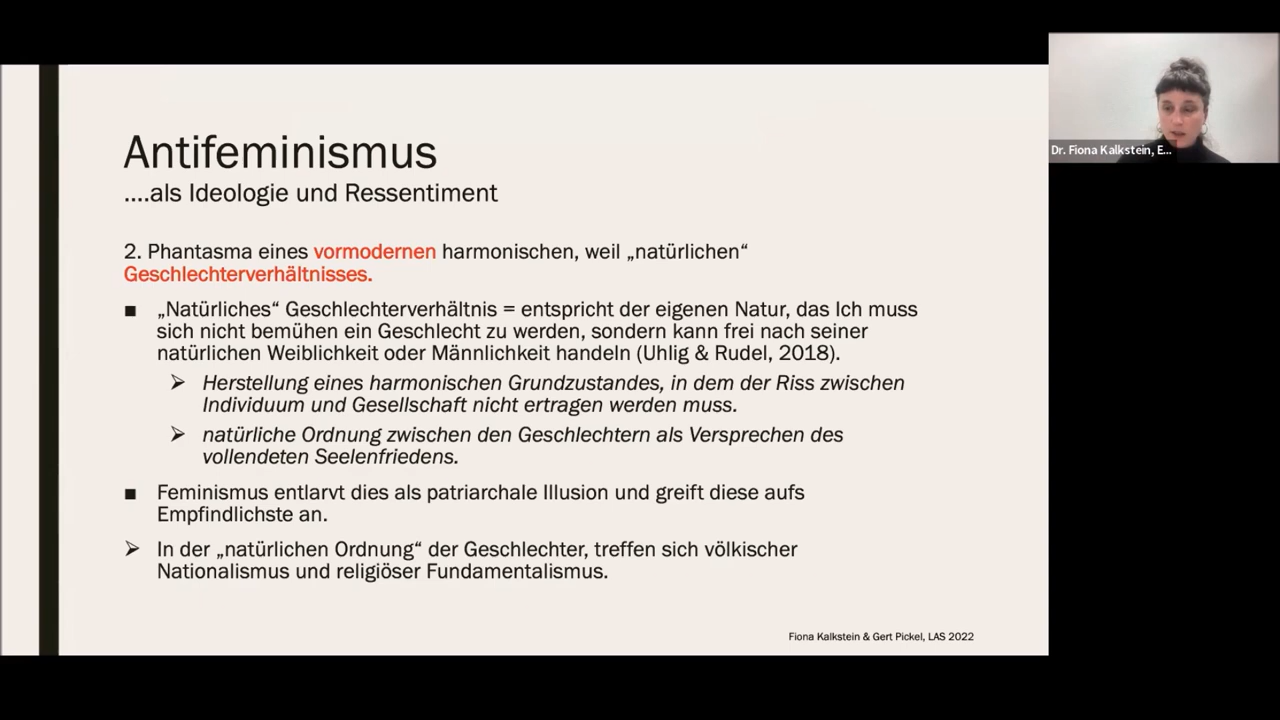 Antifeminismus
....als Ideologie und Ressentiment
2. Phantasma eines vormodernen harmonischen, weil „natürlichen“
Geschlechterverhältnisses.
■ „Natürliches“ Geschlechterverhältnis = entspricht der eigenen Natur, das Ich muss
sich nicht bemühen ein Geschlecht zu werden, sondern kann frei nach seiner
natürlichen Weiblichkeit oder Männlichkeit handeln (Uhlig & Rudel, 2018).
➢ Herstellung eines harmonischen Grundzustandes, in dem der Riss zwischen
Individuum und Gesellschaft nicht ertragen werden muss.
➢ natürliche Ordnung zwischen den Geschlechtern als Versprechen des
vollendeten Seelenfriedens.
■ Feminismus entlarvt dies als patriarchale Illusion und greift diese aufs
Empfindlichste an.
➢ In der „natürlichen Ordnung“ der Geschlechter, treffen sich völkischer
Nationalismus und religiöser Fundamentalismus.
Fiona Kalkstein & Gert Pickel, LAS 2022
Dr. Fiona Kalkstein, E...